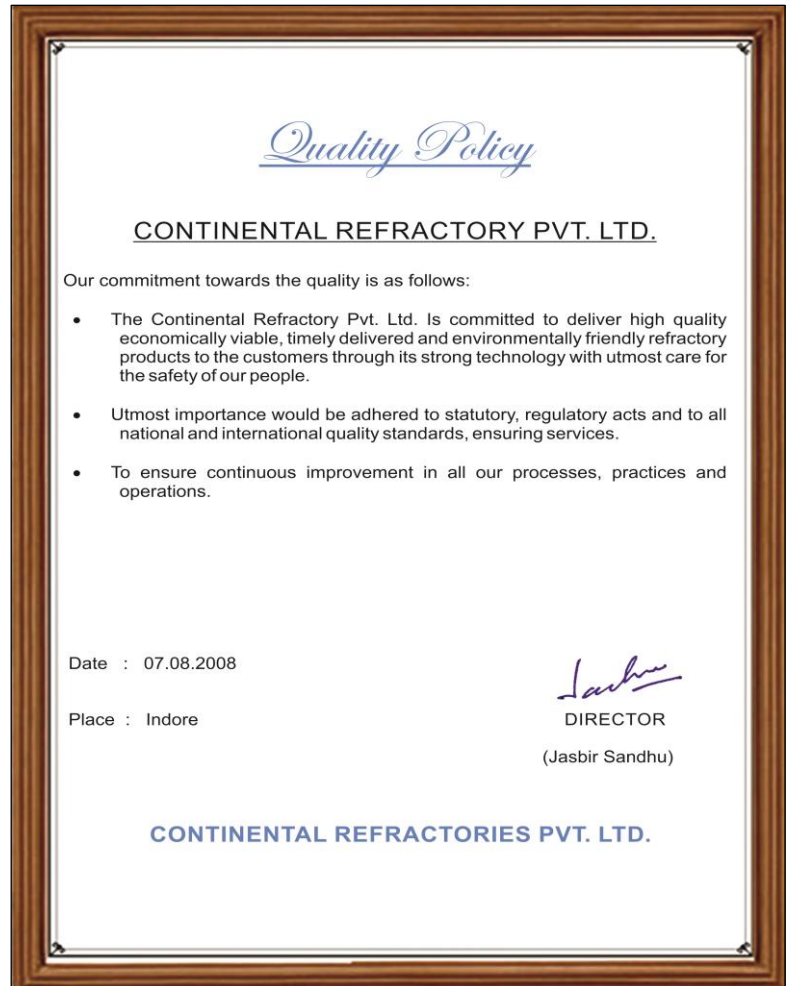 Quality Policy
CONTINENTAL REFRACTORY PVT. LTD.
Our commitment towards the quality is as follows:
• The Continental Refractory Pvt. Ltd. Is committed to deliver high quality
economically viable, timely delivered and environmentally friendly refractory
products to the customers through its strong technology with utmost care for
the safety of our people.
• Utmost importance would be adhered to statutory, regulatory acts and to all
national and international quality standards, ensuring services.
• To ensure continuous improvement in all our processes, practices and
operations.
Date : 07.08.2008
Place : Indore
DIRECTOR
(Jasbir Sandhu)
CONTINENTAL REFRACTORIES PVT. LTD.